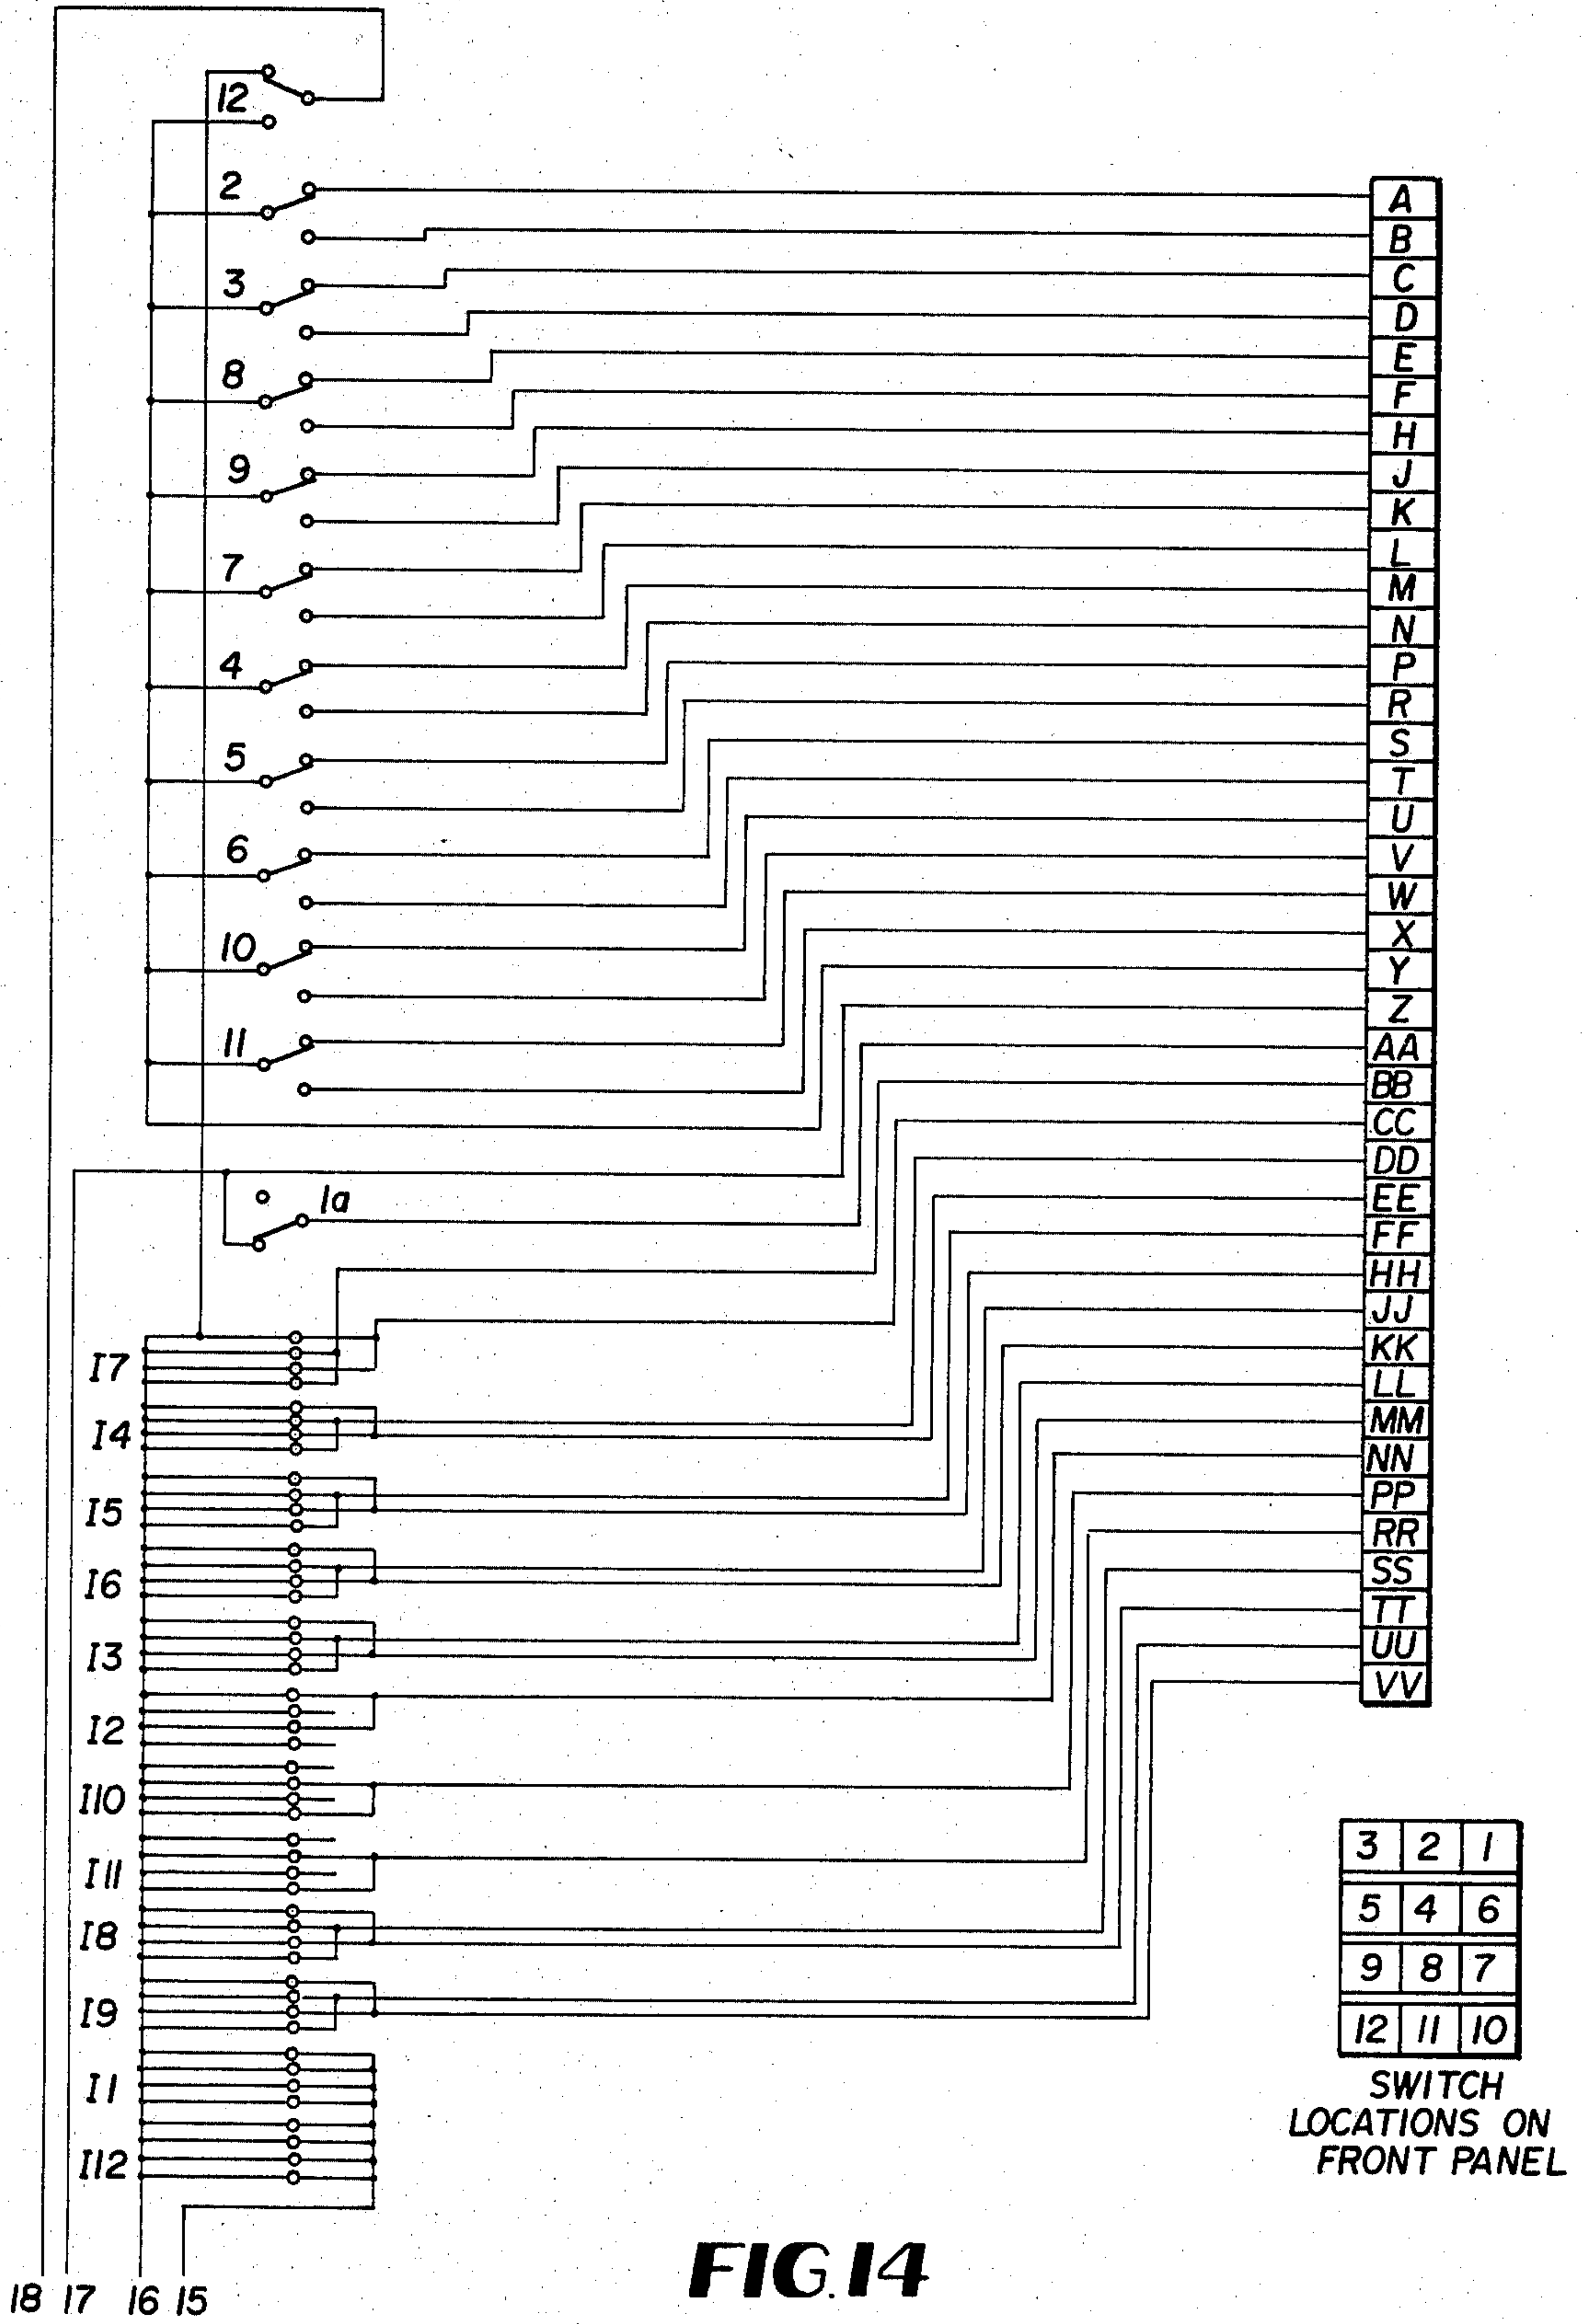 12
2
3
8
9
7
4
5
6
10
11
1a
A
B
C
D
E
F
H
J
K
L
M
N
P
R
S
T
U
V
W
X
Y
Z
AA
BB
CC
DD
EE
FF
HH
JJ
KK
LL
MM
NN
PP
RR
SS
TT
UU
VV
I7
I4
I5
I6
I3
I2
I10
I11
I8
I9
I1
I12
3 2 1
5 4 6
9 8 7
12 11 10
SWITCH
LOCATIONS ON
FRONT PANEL
18 17 16 15
FIG. 14